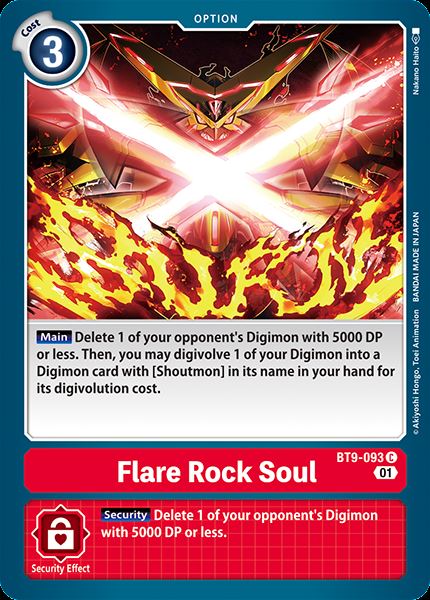 Cost
3
OPTION
Nakano Haito
©Akiyoshi Hongo, Toei Animation BANDAI MADE IN JAPAN
Main Delete 1 of your opponent's Digimon with 5000 DP
or less. Then, you may digivolve 1 of your Digimon into a
Digimon card with [Shoutmon] in its name in your hand for
its digivolution cost.
BT9-093 C
Flare Rock Soul
01
Security Delete 1 of your opponent's Digimon
with 5000 DP or less.
Security Effect